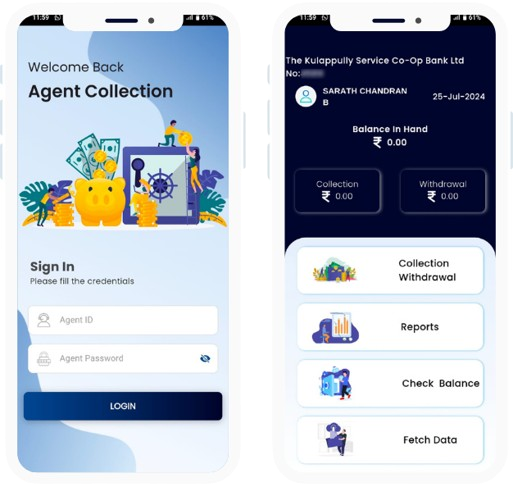 11:59
61%
Welcome Back
Agent Collection
Sign In
Please fill the credentials
Agent ID
Agent Password
LOGIN
11:59
61%
The Kulappully Service Co-Op Bank Ltd
No:
SARATH CHANDRAN
B
25-Jul-2024
Balance In Hand
₹ 0.00
Collection
₹ 0.00
Withdrawal
₹ 0.00
Collection
Withdrawal
Reports
Check Balance
Fetch Data